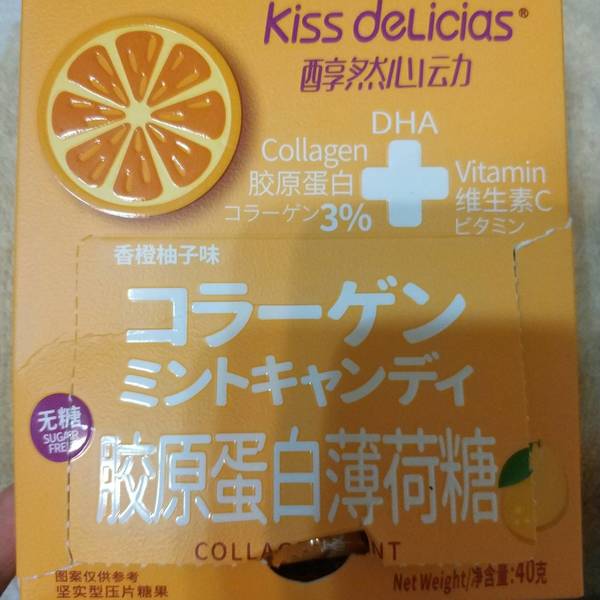 Kiss deLicias®
醇然心动
DHA
Collagen
胶原蛋白
コラーゲン3%
Vitamin
维生素C
ビタミン
香橙柚子味
コラーゲン
ミントキャンディ
无糖
SUGAR
FREE
胶原蛋白薄荷糖
图案仅供参考
坚实型压片糖果
Net Weight/净含量:40克